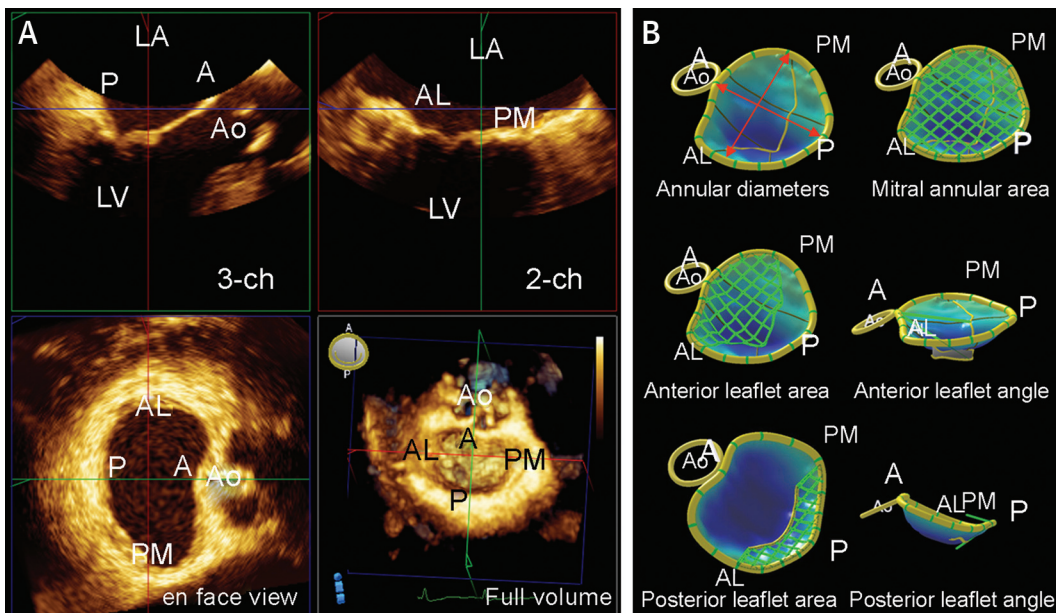 A
LA
P
A
Ao
LV
3-ch
LA
AL
PM
LV
2-ch
AL
P
A
Ao
PM
en face view
A
P
Ao
A
AL
PM
P
Full volume
B
PM
A
Ao
AL
P
Annular diameters
PM
A
Ao
AL
P
Mitral annular area
PM
A
Ao
AL
P
Anterior leaflet area
PM
A
P
Ao
AL
Anterior leaflet angle
PM
A
Ao
P
AL
Posterior leaflet area
A
Ao
AL
PM
P
Posterior leaflet angle